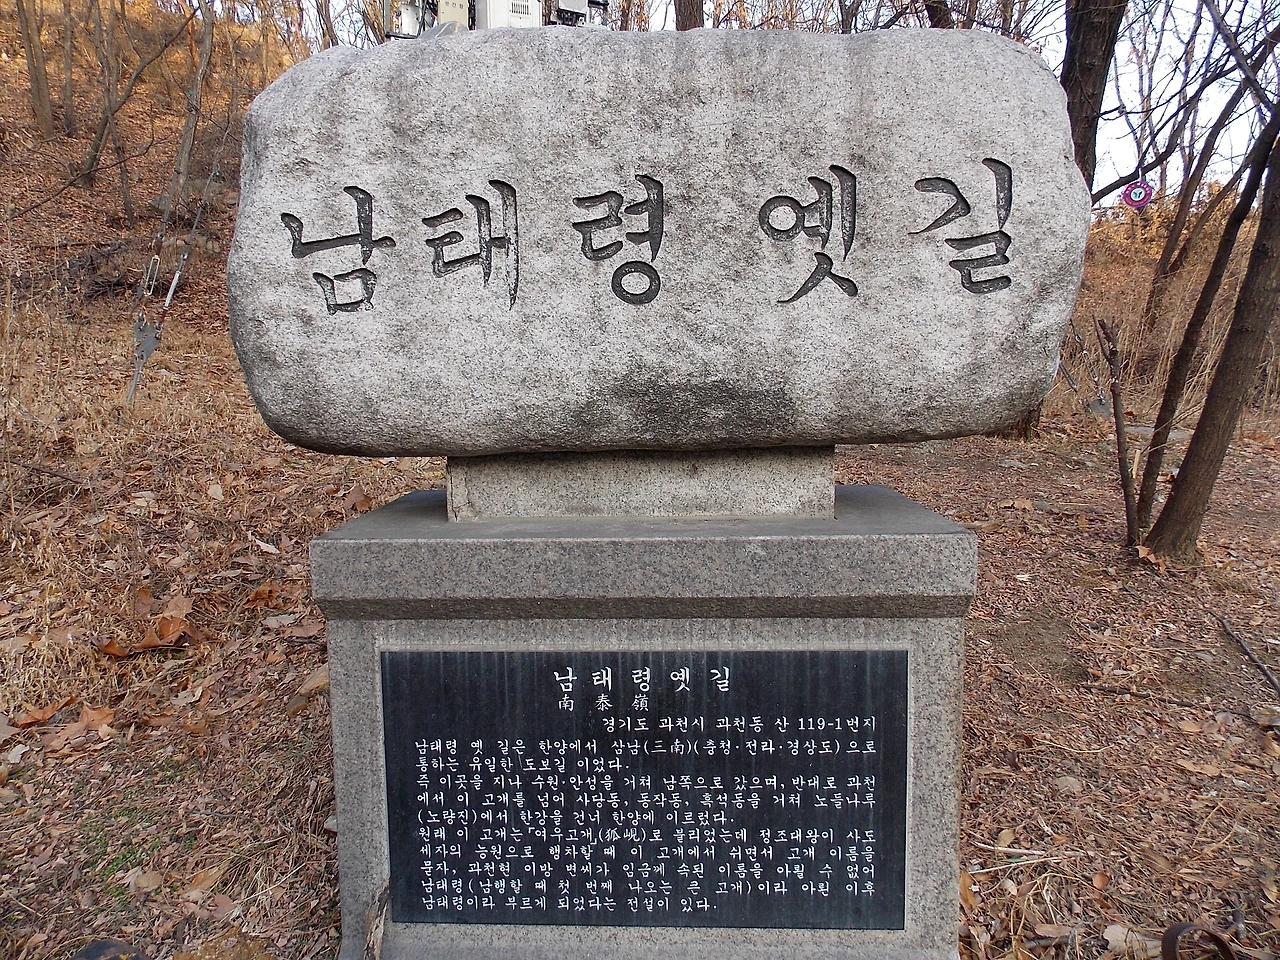 남태령 옛길
남태령옛길
南泰嶺
경기도 과천시 과천동 산 119-1번지
남태령 옛 길은 한양에서 삼남(三南)(충청·전라·경상도)으로
통하는 유일한 도보길 이었다.
즉 이곳을 지나 수원·안성을 거쳐 남쪽으로 갔으며, 반대로 과천
에서 이 고개를 넘어 사당동, 동작동, 흑석동을 거쳐 노들나루
(노량진)에서 한강을 건너 한양에 이르렀다.
원래 이 고개는「여우고개」(狐峴)로 불리었는데 정조대왕이 사도
세자의 능원으로 행차할 때 이 고개에서 쉬면서 고개 이름을
묻자, 과천현 이방 변씨가 임금께 속된 이름을 아뢸 수 없어
남태령(남행할 때 첫 번째 나오는 큰 고개)이라 아뢴 이후
남태령이라 부르게 되었다는 전설이 있다.